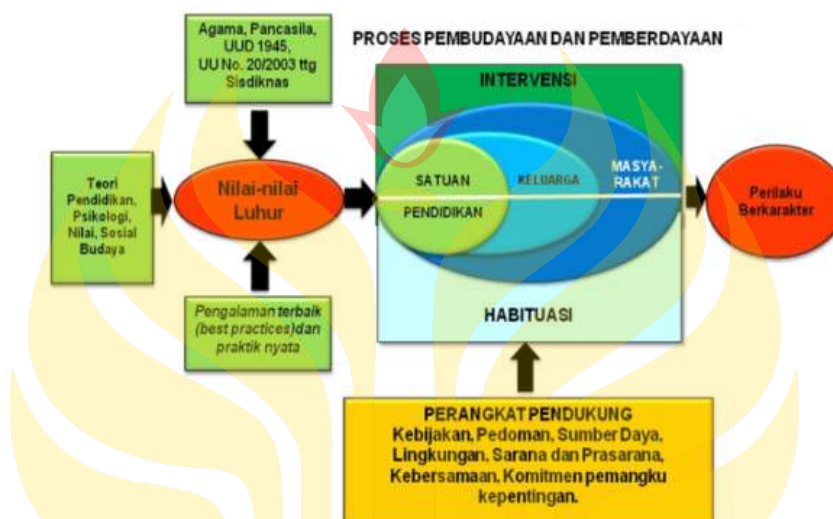 Agama, Pancasila,
UUD 1945,
UU No. 20/2003 ttg
Sisdiknas
PROSES PEMBUDAYAAN DAN PEMBERDAYAAN
INTERVENSI
Teori
Pendidikan,
Psikologi,
Nilai, Sosial
Budaya
Nilai-nilai
Luhur
SATUAN
PENDIDIKAN
KELUARGA
MASYA-
RAKAT
Perilaku
Berkarakter
Pengalaman terbaik
(best practices)dan
praktik nyata
HABITUASI
PERANGKAT PENDUKUNG
Kebijakan, Pedoman, Sumber Daya,
Lingkungan, Sarana dan Prasarana,
Kebersamaan, Komitmen pemangku
kepentingan.